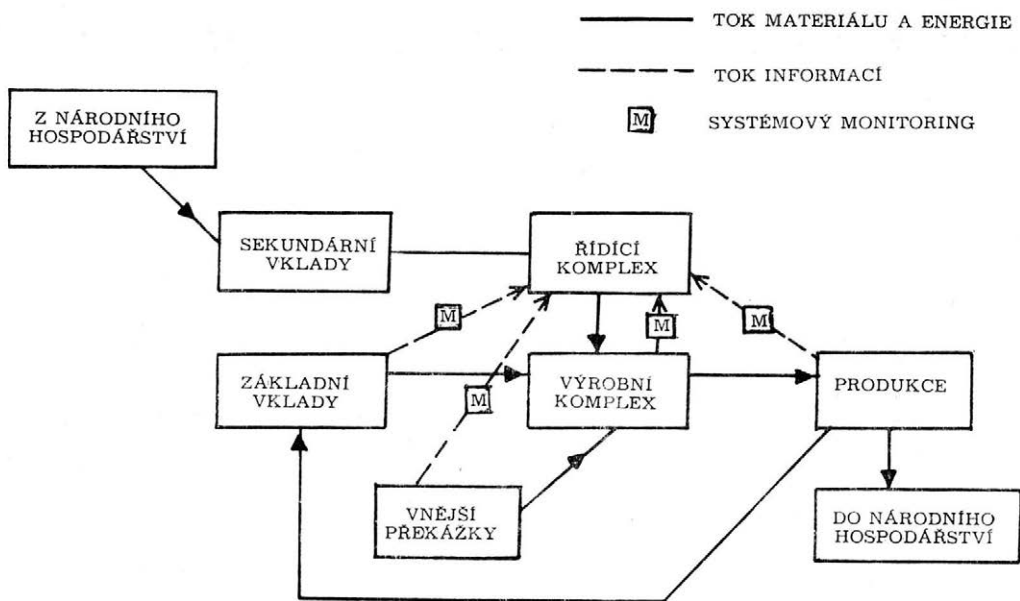 TOK MATERIÁLU A ENERGIE
TOK INFORMACÍ
M SYSTÉMOVÝ MONITORING
Z NÁRODNÍHO
HOSPODÁŘSTVÍ
SEKUNDÁRNÍ
VKLADY
ŘÍDÍCÍ
KOMPLEX
M
M
M
ZÁKLADNÍ
VKLADY
VÝROBNÍ
KOMPLEX
PRODUKCE
M
VNĚJŠÍ
PŘEKÁŽKY
DO NÁRODNÍHO
HOSPODÁŘSTVÍ